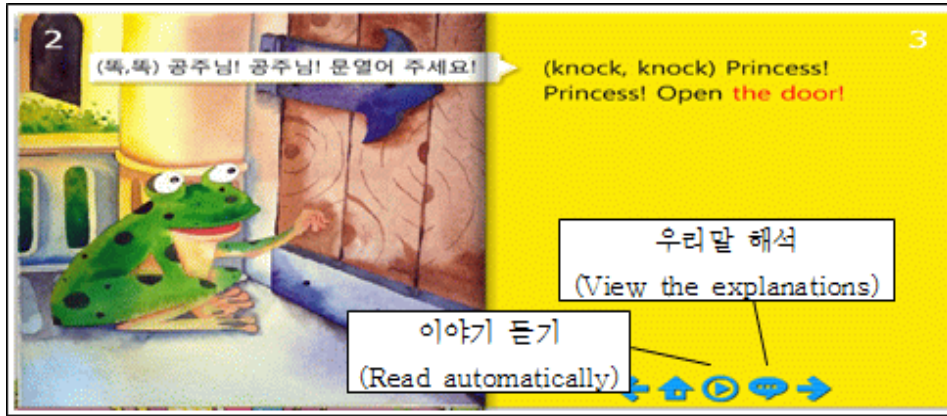 2
(똑,똑) 공주님! 공주님! 문열어 주세요!
3
(knock, knock) Princess!
Princess! Open the door!
우리말 해석
(View the explanations)
이야기 듣기
(Read automatically)